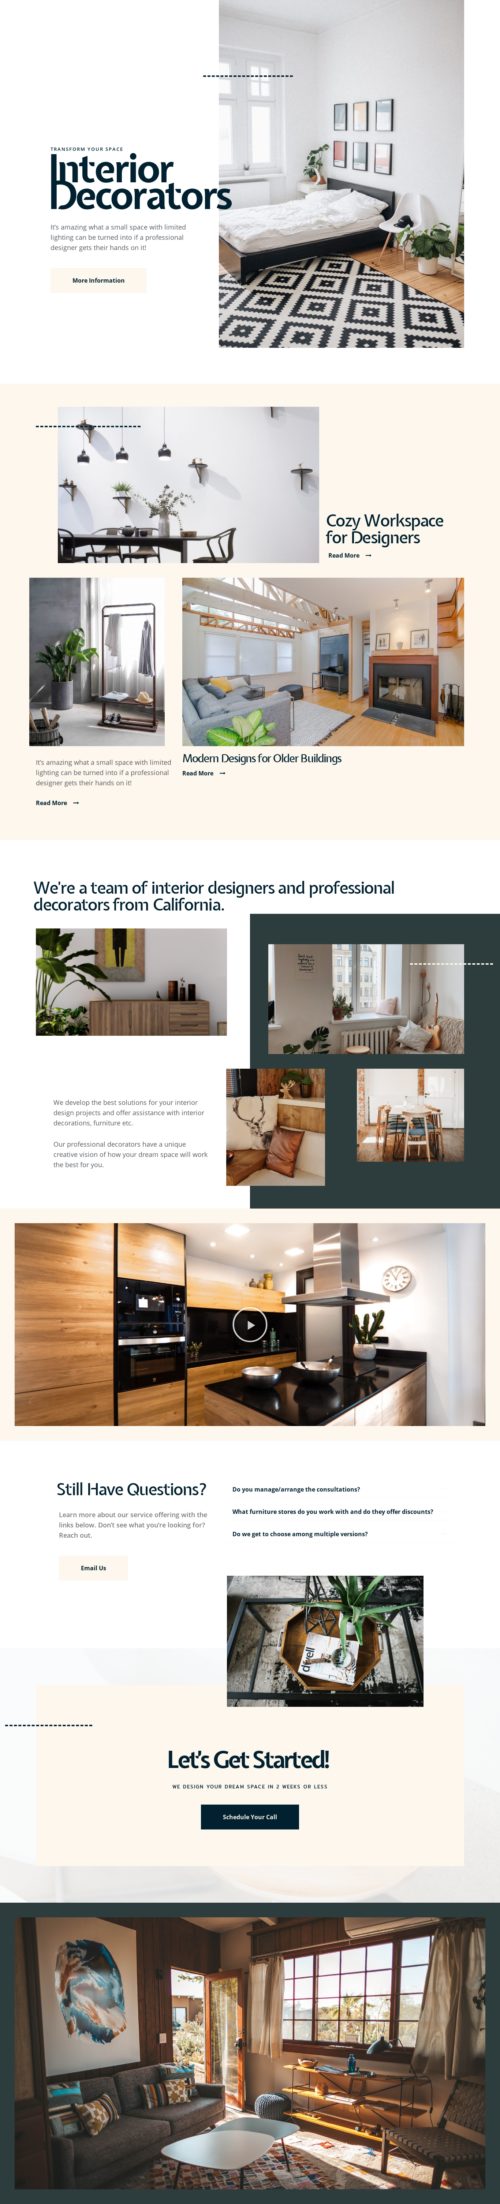 TRANSFORM YOUR SPACE
Interior
Decorators
It's amazing what a small space with limited
lighting can be turned into if a professional
designer gets their hands on it!
More Information
Cozy Workspace
for Designers
Read More
It's amazing what a small space with limited
lighting can be turned into if a professional
designer gets their hands on it!
Read More
Modern Designs for Older Buildings
Read More
We're a team of interior designers and professional
decorators from California.
We develop the best solutions for your interior
design projects and offer assistance with interior
decorations, furniture etc.
Our professional decorators have a unique
creative vision of how your dream space will work
the best for you.
Still Have Questions?
Learn more about our service offering with the
links below. Don't see what you're looking for?
Reach out.
Email Us
Do you manage/arrange the consultations?
What furniture stores do you work with and do they offer discounts?
Do we get to choose among multiple versions?
dwell
Let's Get Started!
WE DESIGN YOUR DREAM SPACE IN 2 WEEKS OR LESS
Schedule Your Call